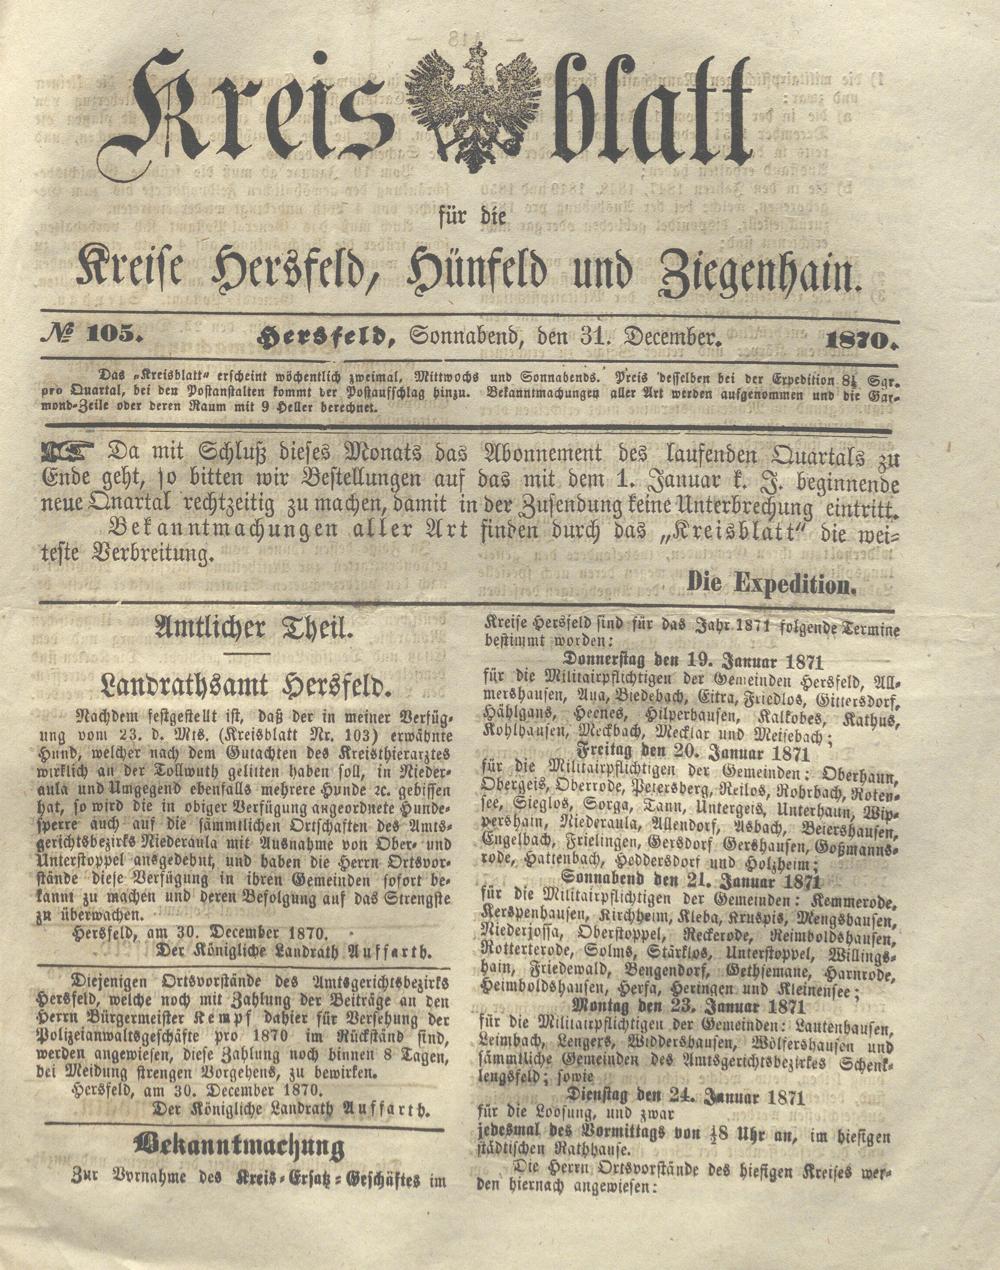 Kreisblatt
für die
Kreise Hersfeld, Hünfeld und Ziegenhain.
№ 105. Hersfeld, Sonnabend, den 31. December. 1870.
Das „Kreisblatt“ erscheint wöchentlich zweimal, Mittwochs und Sonnabends. Preis desselben bei der Expedition 8½ Sgr.
pro Quartal, bei den Postanstalten kommt der Postaufschlag hinzu. Bekanntmachungen aller Art werden aufgenommen und die Gar-
mond-Zeile oder deren Raum mit 9 Heller berechnet.
☛ Da mit Schluß dieses Monats das Abonnement des laufenden Quartals zu
Ende geht, so bitten wir Bestellungen auf das mit dem 1. Januar k. J. beginnende
neue Quartal rechtzeitig zu machen, damit in der Zusendung keine Unterbrechung eintritt.
Bekanntmachungen aller Art finden durch das „Kreisblatt“ die wei-
teste Verbreitung.
Die Expedition.
Amtlicher Theil.
Landrathsamt Hersfeld.
Nachdem festgestellt ist, daß der in meiner Verfüg-
ung vom 23. d. Mts. (Kreisblatt Nr. 103) erwähnte
Hund, welcher nach dem Gutachten des Kreisthierarztes
wirklich an der Tollwuth gelitten haben soll, in Nieder-
aula und Umgegend ebenfalls mehrere Hunde ꝛc. gebissen
hat, so wird die in obiger Verfügung angeordnete Hunde-
sperre auch auf die sämmtlichen Ortschaften des Amts-
gerichtsbezirks Niederaula mit Ausnahme von Ober- und
Unterstoppel ausgedehnt, und haben die Herrn Ortsvor-
stände diese Verfügung in ihren Gemeinden sofort be-
kannt zu machen und deren Befolgung auf das Strengste
zu überwachen.
Hersfeld, am 30. December 1870.
Der Königliche Landrath Auffarth.
Diejenigen Ortsvorstände des Amtsgerichtsbezirks
Hersfeld, welche noch mit Zahlung der Beiträge an den
Herrn Bürgermeister Kempf dahier für Versehung der
Polizeianwaltsgeschäfte pro 1870 im Rückstand sind,
werden angewiesen, diese Zahlung noch binnen 8 Tagen,
bei Meidung strengen Vorgehens, zu bewirken.
Hersfeld, am 30. December 1870.
Der Königliche Landrath Auffarth.
Bekanntmachung
Zur Vornahme des Kreis-Ersatz-Geschäftes im
Kreise Hersfeld sind für das Jahr 1871 folgende Termine
bestimmt worden:
Donnerstag den 19. Januar 1871
für die Militairpflichtigen der Gemeinden Hersfeld, All-
mershausen, Aua, Biedebach, Eitra, Friedlos, Gittersdorf,
Hählgans, Heenes, Hilperhausen, Kalkobes, Kathus,
Kohlhausen, Meckbach, Mecklar und Meisebach;
Freitag den 20. Januar 1871
für die Militairpflichtigen der Gemeinden: Oberhaun,
Obergeis, Oberrode, Petersberg, Reilos, Rohrbach, Roten-
see, Sieglos, Sorga, Tann, Untergeis, Unterhaun, Wip-
pershain, Niederaula, Allendorf, Asbach, Beiershausen,
Engelbach, Frielingen, Gersdorf Gershausen, Goßmanns-
rode, Hattenbach, Heddersdorf und Holzheim;
Sonnabend den 21. Januar 1871
für die Militairpflichtigen der Gemeinden: Kemmerode,
Kerspenhausen, Kirchheim, Kleba, Kruspis, Mengshausen,
Niederjossa, Oberstoppel, Reckerode, Reimboldshausen,
Rotterterode, Solms, Stärklos, Unterstoppel, Willings-
hain, Friedewald, Bengendorf, Gethsemane, Harnrode,
Heimboldshausen, Herfa, Heringen und Kleinensee;
Montag den 23. Januar 1871
für die Militairpflichtigen der Gemeinden: Lautenhausen,
Leimbach, Lengers, Widdershausen, Wölfershausen und
sämmtliche Gemeinden des Amtsgerichtsbezirkes Schenk-
lengsfeld; sowie
Dienstag den 24. Januar 1871
für die Loosung, und zwar
jedesmal des Vormittags von ½8 Uhr an, im hiesigen
städtischen Rathhause.
Die Herrn Ortsvorstände des hiesigen Kreises wer-
den hiernach angewiesen: